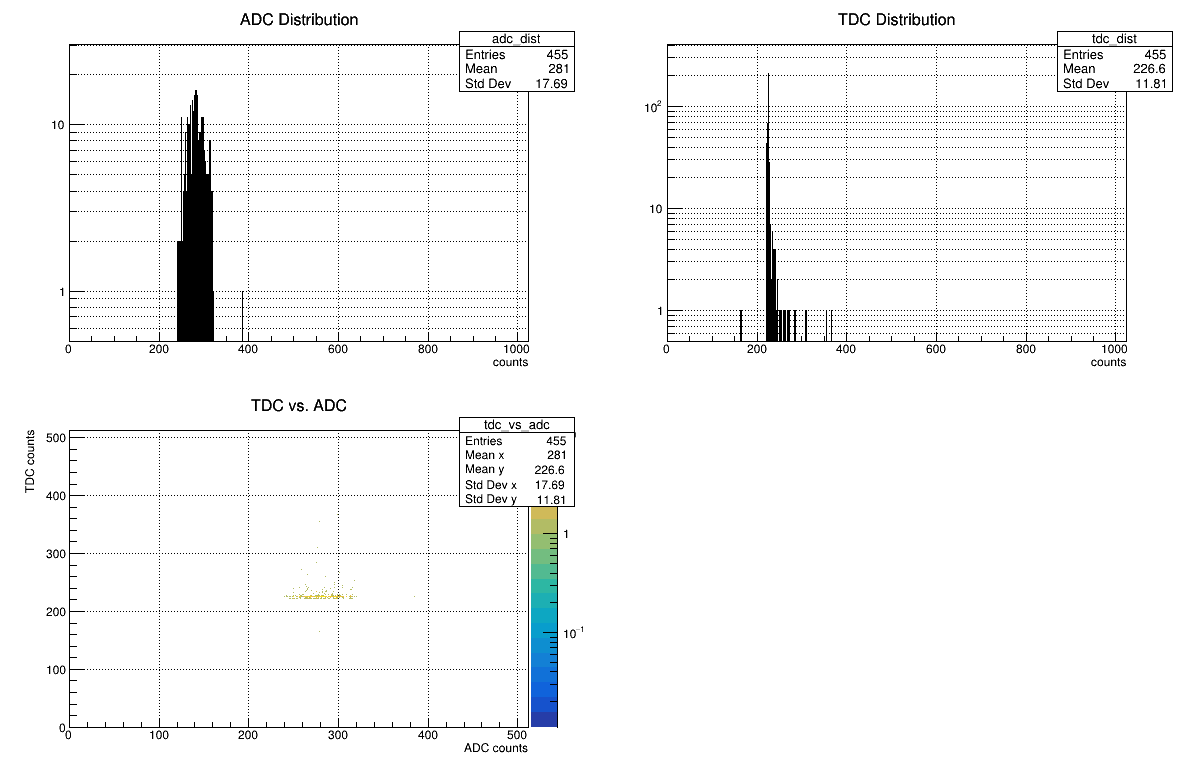 ADC Distribution
adc_dist
Entries 455
Mean 281
Std Dev 17.69
10
1
0 200 400 600 800 1000
counts
TDC Distribution
tdc_dist
Entries 455
Mean 226.6
Std Dev 11.81
10²
10
1
0 200 400 600 800 1000
counts
TDC vs. ADC
tdc_vs_adc
Entries 455
Mean x 281
Mean y 226.6
Std Dev x 17.69
Std Dev y 11.81
TDC counts
500
400
300
200
100
0
0 100 200 300 400 500
ADC counts
1
10⁻¹